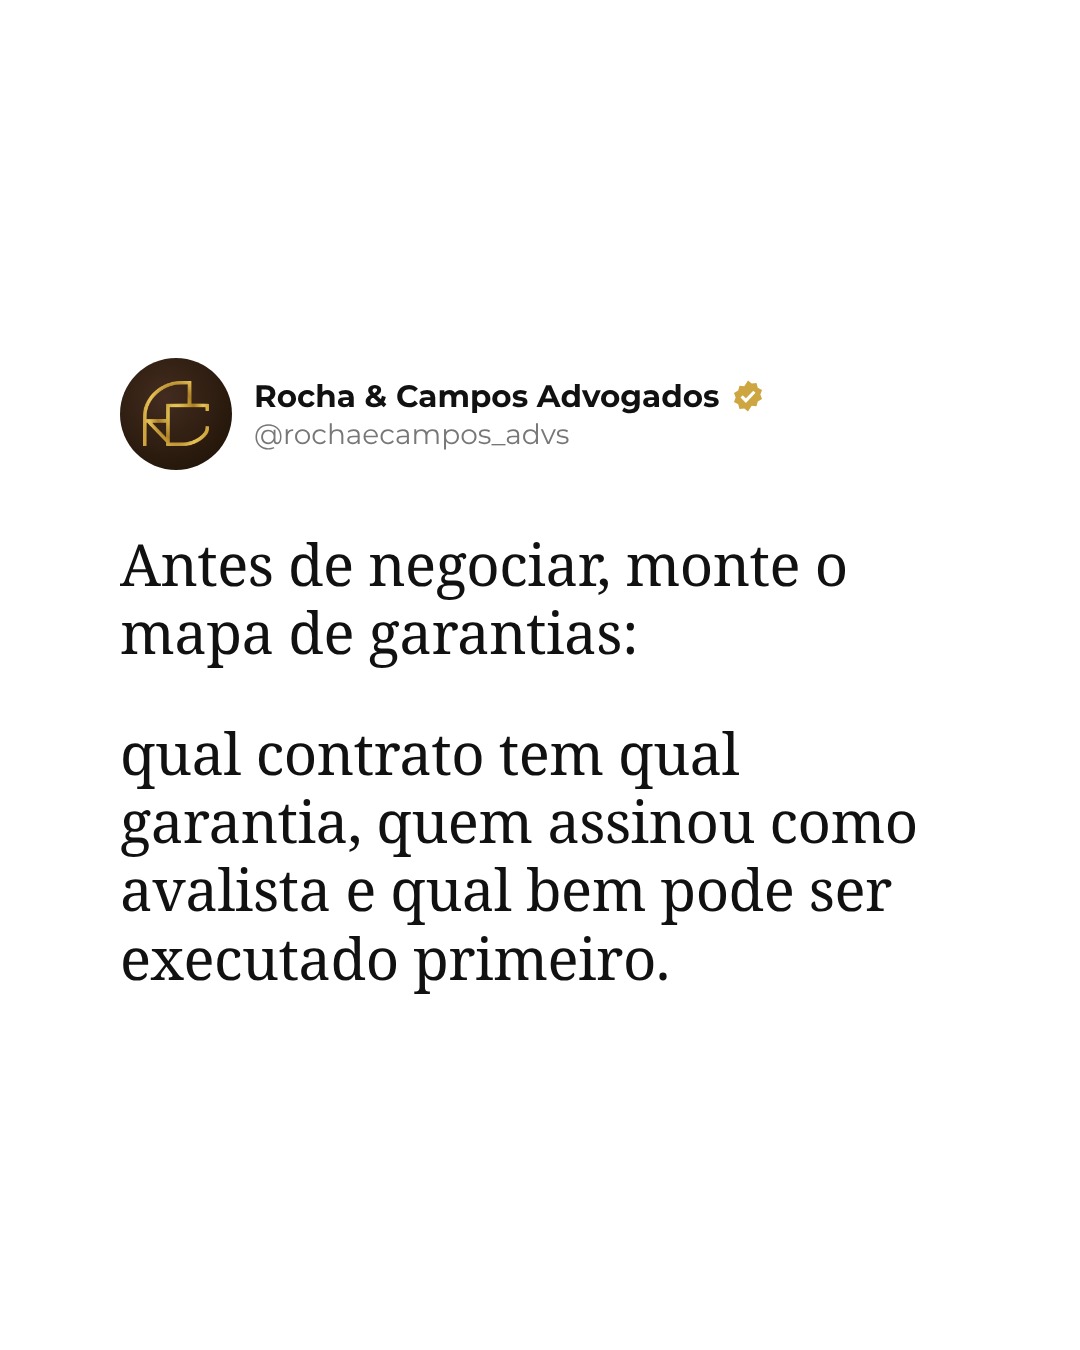 Rocha & Campos Advogados
@rochaecampos_advs
Antes de negociar, monte o
mapa de garantias:
qual contrato tem qual
garantia, quem assinou como
avalista e qual bem pode ser
executado primeiro.